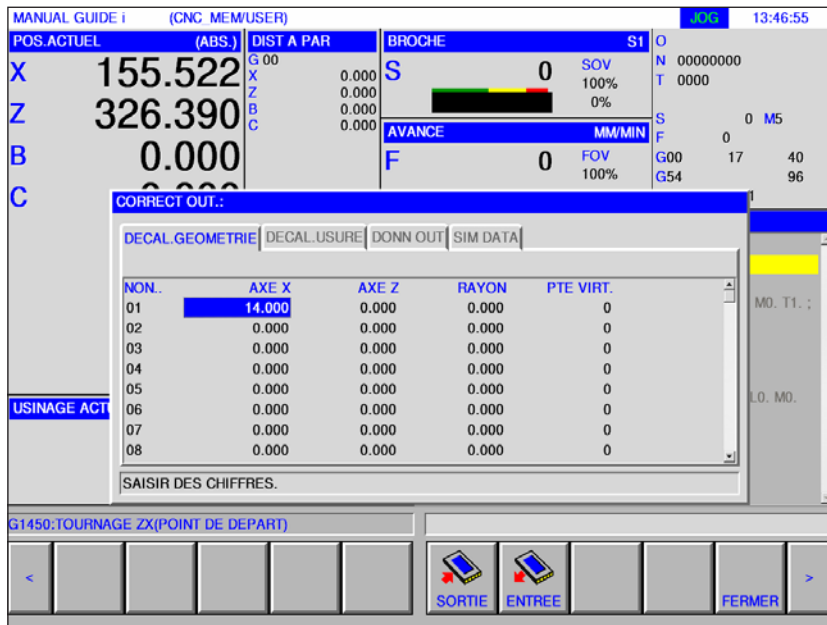 MANUAL GUIDE i (CNC_MEM/USER) JOG 13:46:55
POS.ACTUEL (ABS.) DIST A PAR BROCHE S1 O
G 00 N 00000000
X 155.522 X 0.000 S 0 SOV T 0000
Z 0.000 100%
Z 326.390 B 0.000 0%
C 0.000 S 0 M5
AVANCE MM/MIN F 0
B 0.000 F 0 FOV G00 17 40
100% G54 96
C
CORRECT OUT.:
DECAL.GEOMETRIE DECAL.USURE DONN OUT SIM DATA
NON.. AXE X AXE Z RAYON PTE VIRT.
01 14.000 0.000 0.000 0
M0. T1. ;
02 0.000 0.000 0.000 0
03 0.000 0.000 0.000 0
04 0.000 0.000 0.000 0
05 0.000 0.000 0.000 0
L0. M0.
USINAGE ACT
06 0.000 0.000 0.000 0
07 0.000 0.000 0.000 0
08 0.000 0.000 0.000 0
SAISIR DES CHIFFRES.
G1450:TOURNAGE ZX(POINT DE DEPART)
< SORTIE ENTREE FERMER >